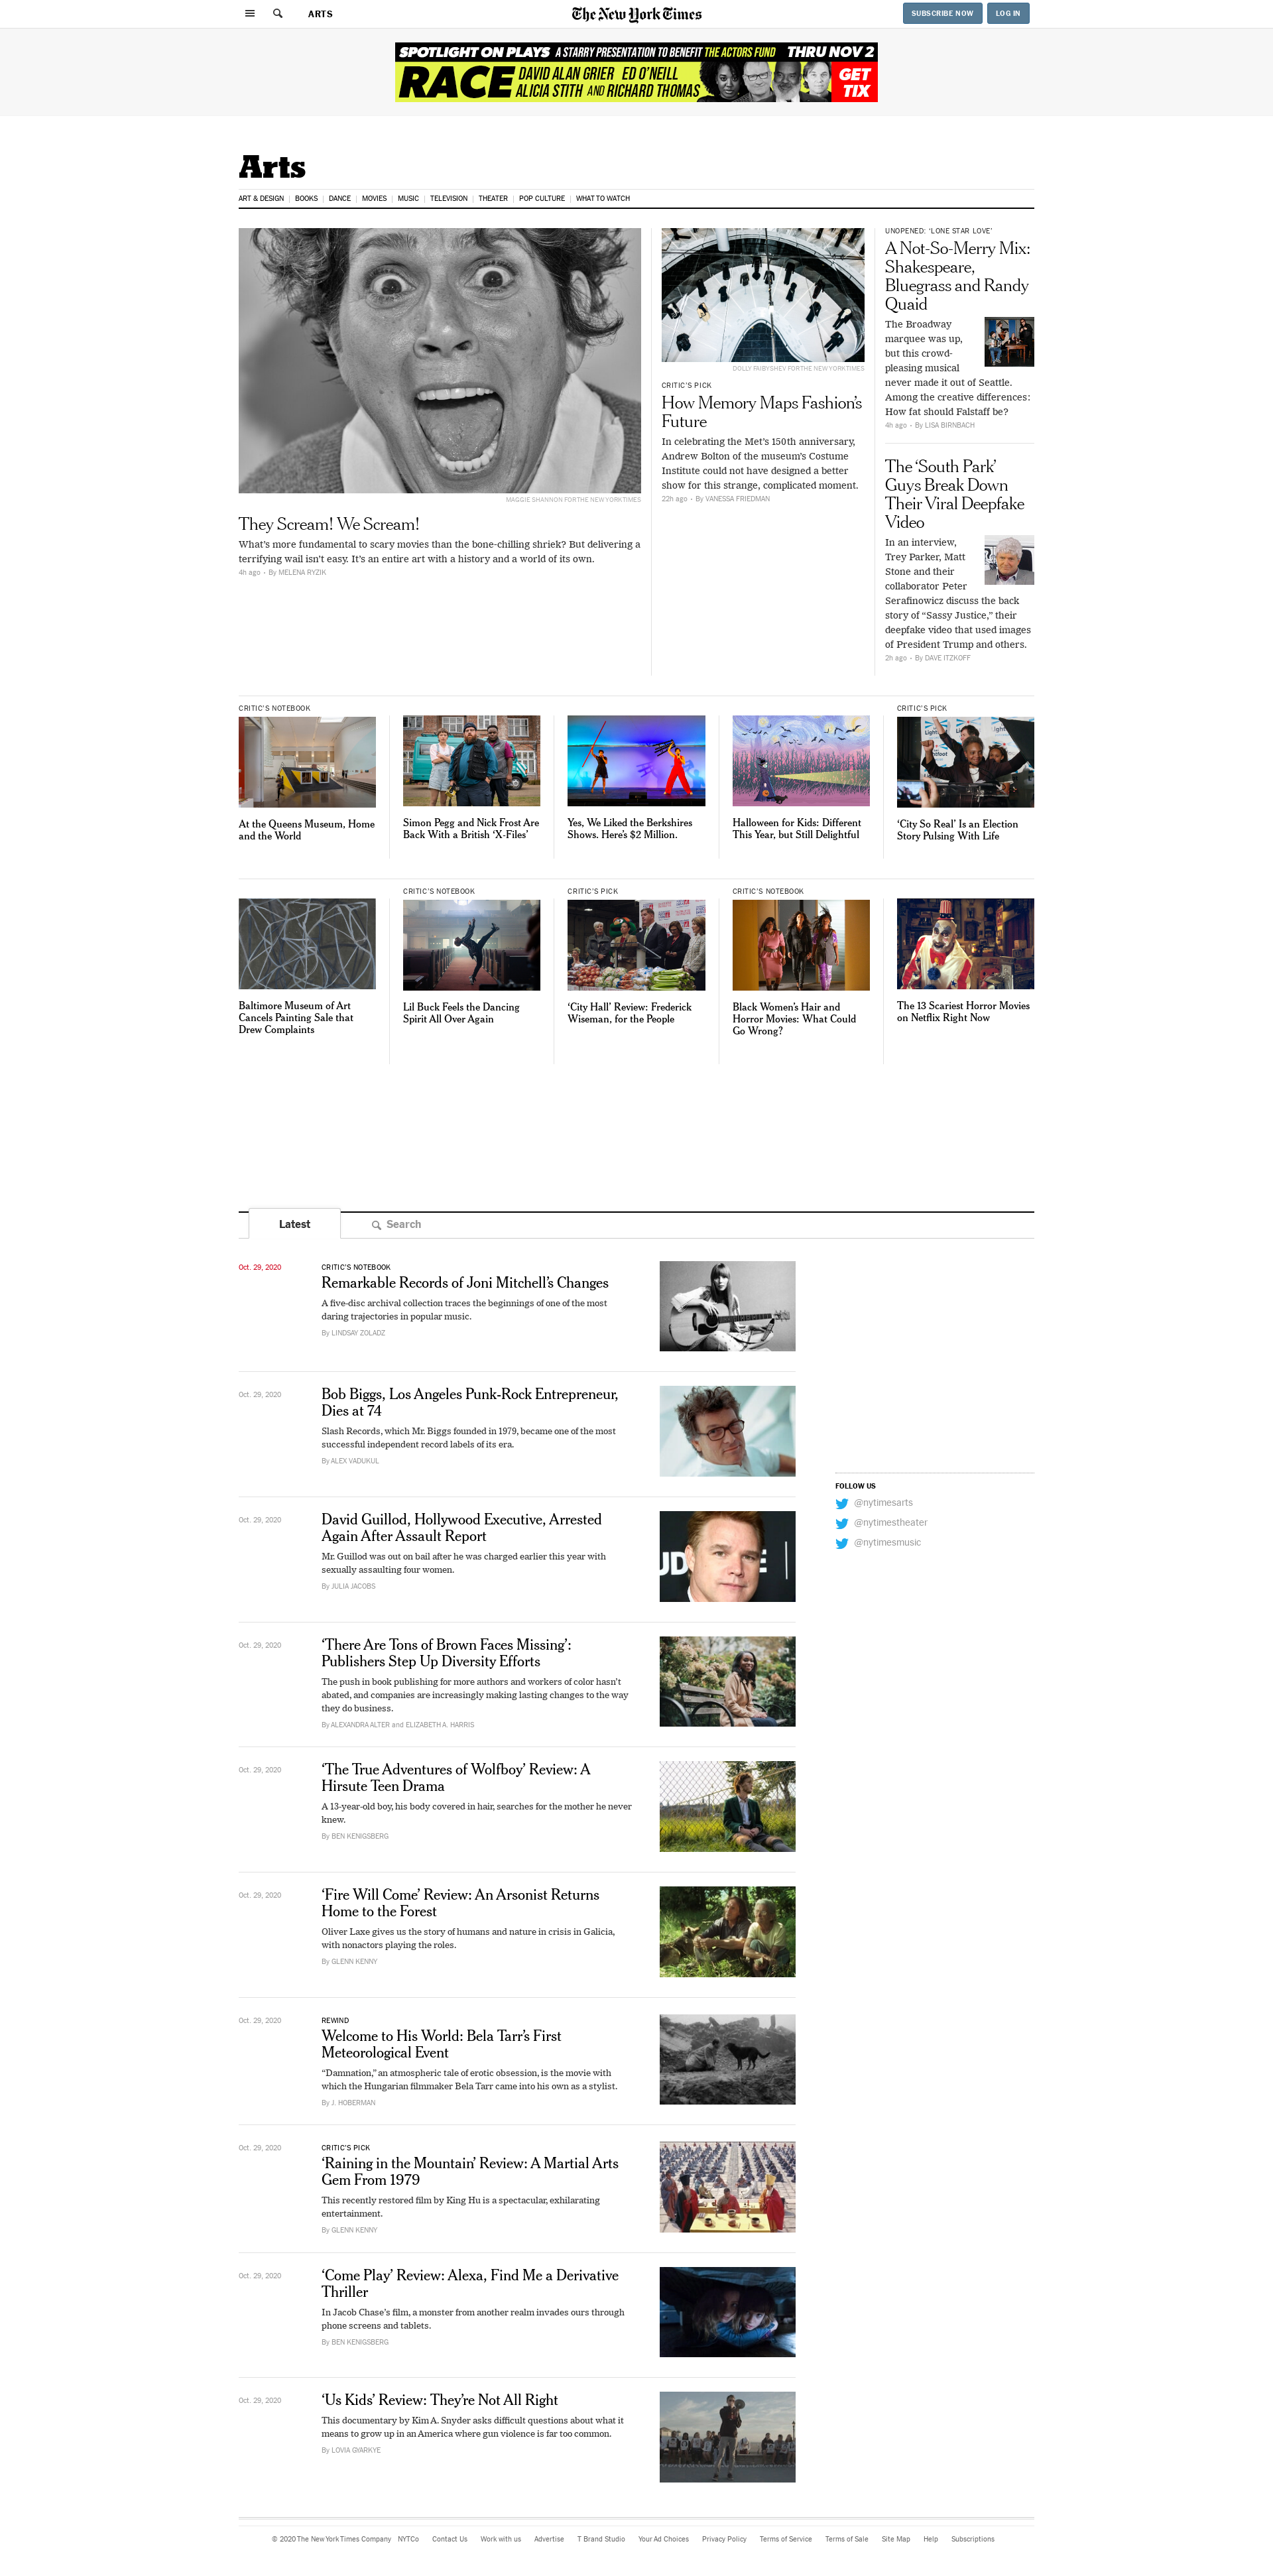 ARTS
The New York Times
SUBSCRIBE NOW
LOG IN
SPOTLIGHT ON PLAYS A STARRY PRESENTATION TO BENEFIT THE ACTORS FUND THRU NOV 2
RACE
DAVID ALAN GRIER ED O'NEILL
ALICIA STITH AND RICHARD THOMAS
GET
TIX
Arts
ART & DESIGN | BOOKS | DANCE | MOVIES | MUSIC | TELEVISION | THEATER | POP CULTURE | WHAT TO WATCH
MAGGIE SHANNON FOR THE NEW YORK TIMES
They Scream! We Scream!
What’s more fundamental to scary movies than the bone-chilling shriek? But delivering a
terrifying wail isn’t easy. It’s an entire art with a history and a world of its own.
4h ago • By MELENA RYZIK
DOLLY FAIBYSHEV FOR THE NEW YORK TIMES
CRITIC’S PICK
How Memory Maps Fashion’s
Future
In celebrating the Met’s 150th anniversary,
Andrew Bolton of the museum’s Costume
Institute could not have designed a better
show for this strange, complicated moment.
22h ago • By VANESSA FRIEDMAN
UNOPENED: ‘LONE STAR LOVE’
A Not-So-Merry Mix:
Shakespeare,
Bluegrass and Randy
Quaid
The Broadway
marquee was up,
but this crowd-
pleasing musical
never made it out of Seattle.
Among the creative differences:
How fat should Falstaff be?
4h ago • By LISA BIRNBACH
The ‘South Park’
Guys Break Down
Their Viral Deepfake
Video
In an interview,
Trey Parker, Matt
Stone and their
collaborator Peter
Serafinowicz discuss the back
story of “Sassy Justice,” their
deepfake video that used images
of President Trump and others.
2h ago • By DAVE ITZKOFF
CRITIC’S NOTEBOOK
At the Queens Museum, Home
and the World
Simon Pegg and Nick Frost Are
Back With a British ‘X-Files’
Yes, We Liked the Berkshires
Shows. Here’s $2 Million.
Halloween for Kids: Different
This Year, but Still Delightful
CRITIC’S PICK
‘City So Real’ Is an Election
Story Pulsing With Life
Baltimore Museum of Art
Cancels Painting Sale that
Drew Complaints
CRITIC’S NOTEBOOK
Lil Buck Feels the Dancing
Spirit All Over Again
CRITIC’S PICK
‘City Hall’ Review: Frederick
Wiseman, for the People
CRITIC’S NOTEBOOK
Black Women’s Hair and
Horror Movies: What Could
Go Wrong?
The 13 Scariest Horror Movies
on Netflix Right Now
Latest
Search
Oct. 29, 2020
CRITIC’S NOTEBOOK
Remarkable Records of Joni Mitchell’s Changes
A five-disc archival collection traces the beginnings of one of the most
daring trajectories in popular music.
By LINDSAY ZOLADZ
Oct. 29, 2020
Bob Biggs, Los Angeles Punk-Rock Entrepreneur,
Dies at 74
Slash Records, which Mr. Biggs founded in 1979, became one of the most
successful independent record labels of its era.
By ALEX VADUKUL
FOLLOW US
@nytimesarts
@nytimestheater
@nytimesmusic
Oct. 29, 2020
David Guillod, Hollywood Executive, Arrested
Again After Assault Report
Mr. Guillod was out on bail after he was charged earlier this year with
sexually assaulting four women.
By JULIA JACOBS
Oct. 29, 2020
‘There Are Tons of Brown Faces Missing’:
Publishers Step Up Diversity Efforts
The push in book publishing for more authors and workers of color hasn’t
abated, and companies are increasingly making lasting changes to the way
they do business.
By ALEXANDRA ALTER and ELIZABETH A. HARRIS
Oct. 29, 2020
‘The True Adventures of Wolfboy’ Review: A
Hirsute Teen Drama
A 13-year-old boy, his body covered in hair, searches for the mother he never
knew.
By BEN KENIGSBERG
Oct. 29, 2020
‘Fire Will Come’ Review: An Arsonist Returns
Home to the Forest
Oliver Laxe gives us the story of humans and nature in crisis in Galicia,
with nonactors playing the roles.
By GLENN KENNY
Oct. 29, 2020
REWIND
Welcome to His World: Bela Tarr’s First
Meteorological Event
“Damnation,” an atmospheric tale of erotic obsession, is the movie with
which the Hungarian filmmaker Bela Tarr came into his own as a stylist.
By J. HOBERMAN
Oct. 29, 2020
CRITIC’S PICK
‘Raining in the Mountain’ Review: A Martial Arts
Gem From 1979
This recently restored film by King Hu is a spectacular, exhilarating
entertainment.
By GLENN KENNY
Oct. 29, 2020
‘Come Play’ Review: Alexa, Find Me a Derivative
Thriller
In Jacob Chase’s film, a monster from another realm invades ours through
phone screens and tablets.
By BEN KENIGSBERG
Oct. 29, 2020
‘Us Kids’ Review: They’re Not All Right
This documentary by Kim A. Snyder asks difficult questions about what it
means to grow up in an America where gun violence is far too common.
By LOVIA GYARKYE
© 2020 The New York Times Company NYTCo Contact Us Work with us Advertise T Brand Studio Your Ad Choices Privacy Policy Terms of Service Terms of Sale Site Map Help Subscriptions